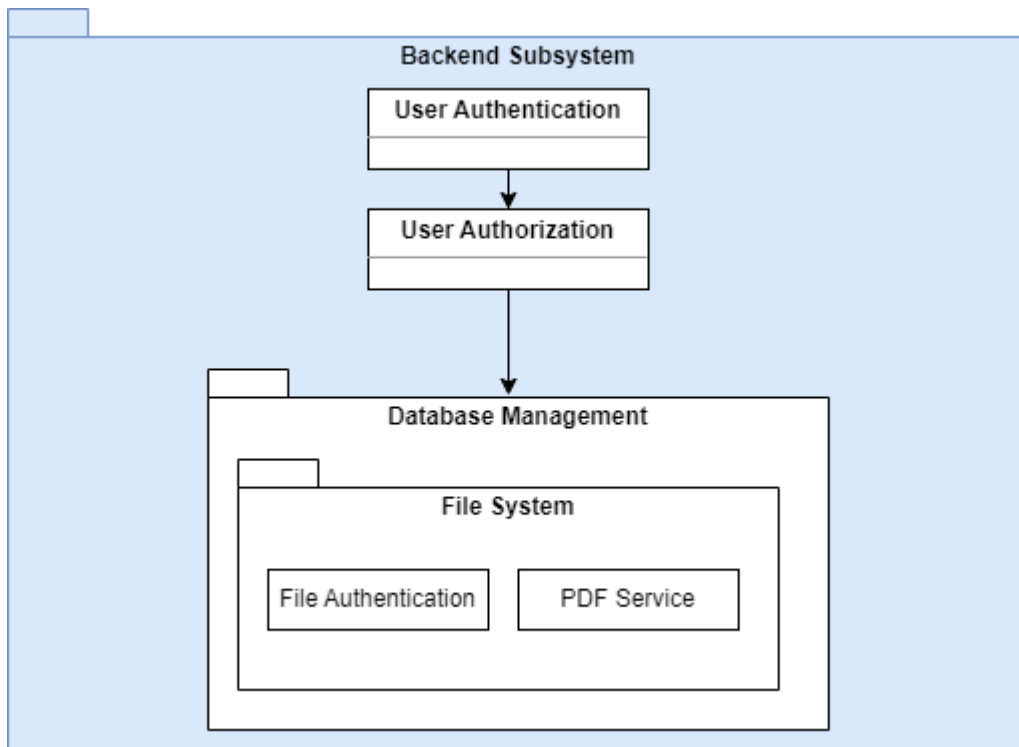 Backend Subsystem
User Authentication
User Authorization
Database Management
File System
File Authentication
PDF Service